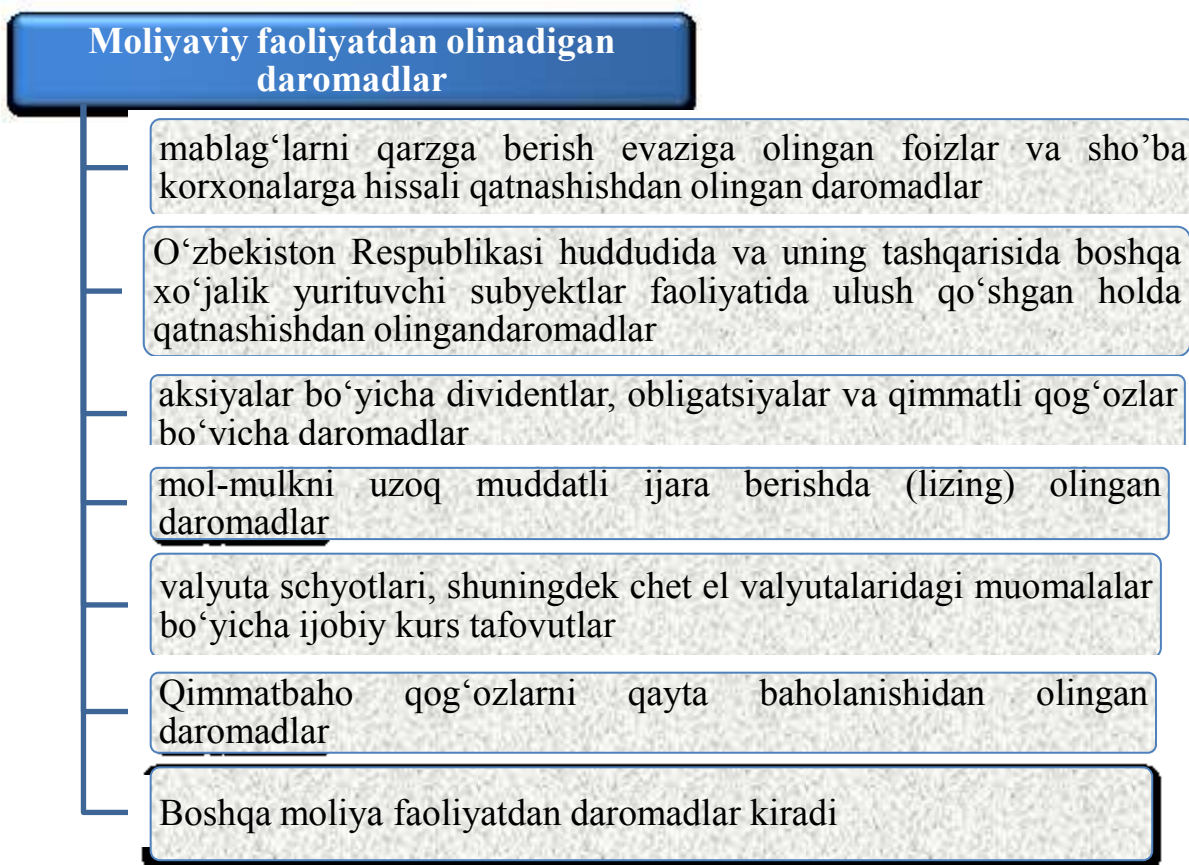 Moliyaviy faoliyatdan olinadigan
daromadlar
mablag‘larni qarzga berish evaziga olingan foizlar va sho’ba
korxonalarga hissali qatnashishdan olingan daromadlar
O‘zbekiston Respublikasi huddudida va uning tashqarisida boshqa
xo‘jalik yurituvchi subyektlar faoliyatida ulush qo‘shgan holda
qatnashishdan olingandaromadlar
aksiyalar bo‘yicha dividentlar, obligatsiyalar va qimmatli qog‘ozlar
bo‘yicha daromadlar
mol-mulkni uzoq muddatli ijara berishda (lizing) olingan
daromadlar
valyuta schyotlari, shuningdek chet el valyutalaridagi muomalalar
bo‘yicha ijobiy kurs tafovutlar
Qimmatbaho qog‘ozlarni qayta baholanishidan olingan
daromadlar
Boshqa moliya faoliyatdan daromadlar kiradi